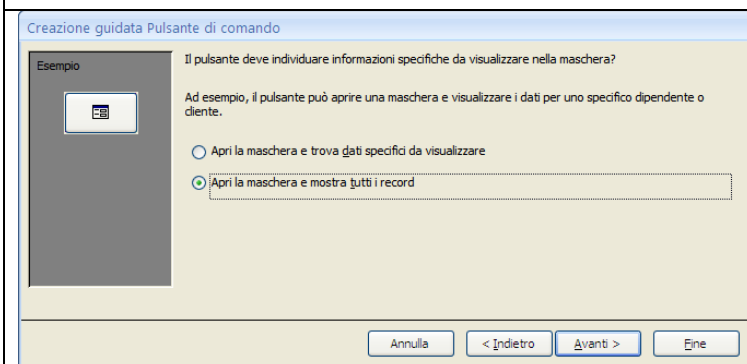 Creazione guidata Pulsante di comando
Esempio
Il pulsante deve individuare informazioni specifiche da visualizzare nella maschera?
Ad esempio, il pulsante può aprire una maschera e visualizzare i dati per uno specifico dipendente o
cliente.
Apri la maschera e trova dati specifici da visualizzare
Apri la maschera e mostra tutti i record
Annulla
< Indietro
Avanti >
Fine